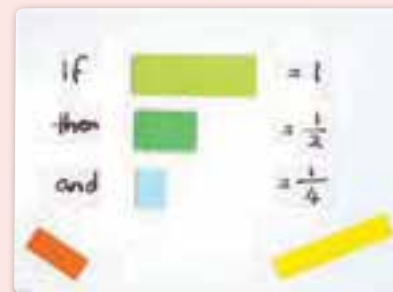 if = 1
then = 1/2
and = 1/4